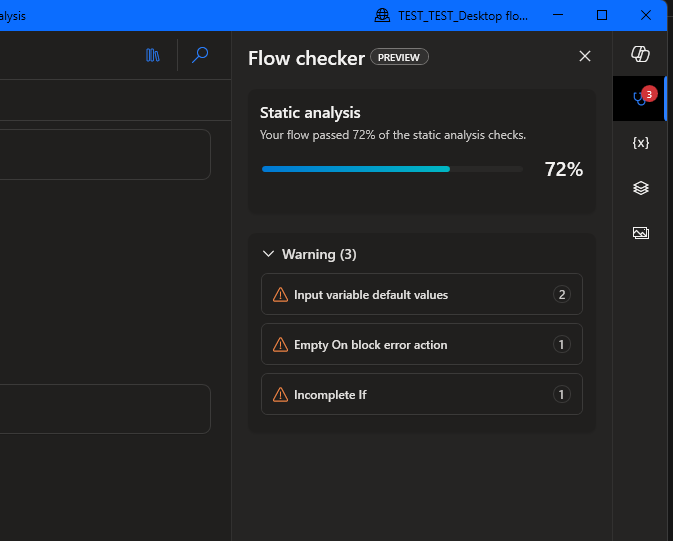 alysis
TEST_TEST_Desktop flo...
Flow checker PREVIEW
3
Static analysis
Your flow passed 72% of the static analysis checks.
72%
{x}
Warning (3)
Input variable default values 2
Empty On block error action 1
Incomplete If 1